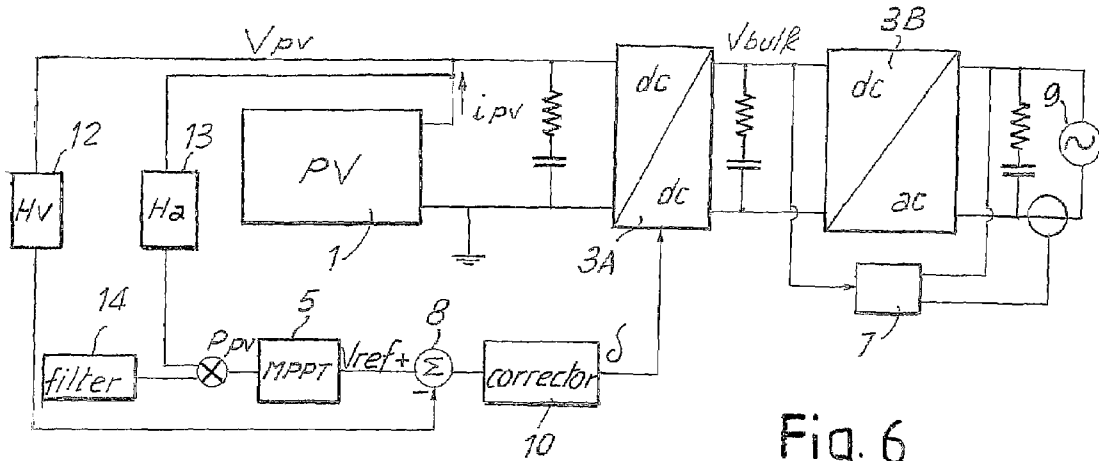 Vpv
Vbulk
3B
ipv
dc
dc
9
12
13
Hv
Ha
PV
dc
ac
1
3A
14
Ppv
5
8
δ
7
filter
MPPT
Vref
+
Σ
-
corrector
10
Fig. 6